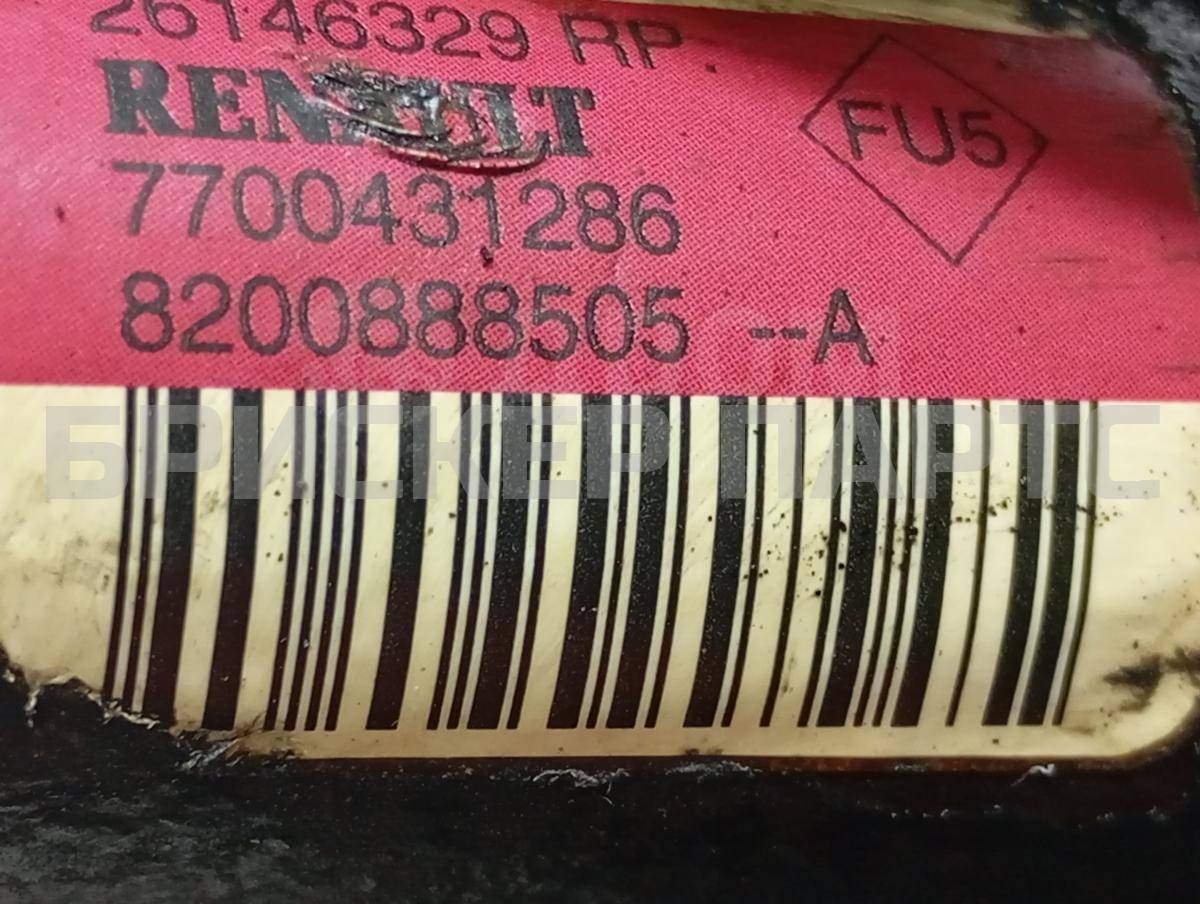 26146329 RP.
RENAULT
FU5
7700431286
8200888505 --A
БРИСКЕР ПАРТС